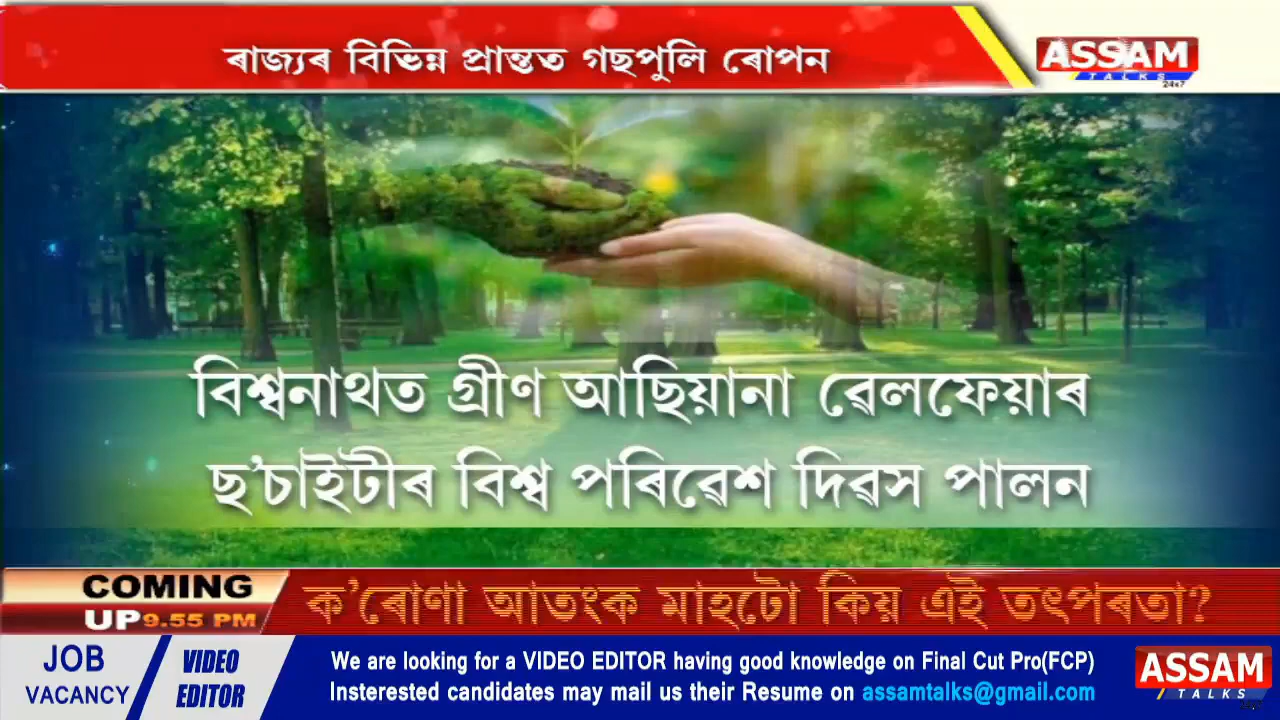 ৰাজ্যৰ বিভিন্ন প্ৰান্তত গছপুলি ৰোপন
ASSAM
TALKS
24x7
বিশ্বনাথত গ্ৰীণ আছিয়ানা ৱেলফেয়াৰ
ছ'চাইটীৰ বিশ্ব পৰিৱেশ দিৱস পালন
COMING
UP 9.55 PM
ক'ৰোণা আতংক মাহটো কিয় এই তৎপৰতা?
JOB
VACANCY
VIDEO
EDITOR
We are looking for a VIDEO EDITOR having good knowledge on Final Cut Pro(FCP)
Insterested candidates may mail us their Resume on assamtalks@gmail.com
ASSAM
TALKS